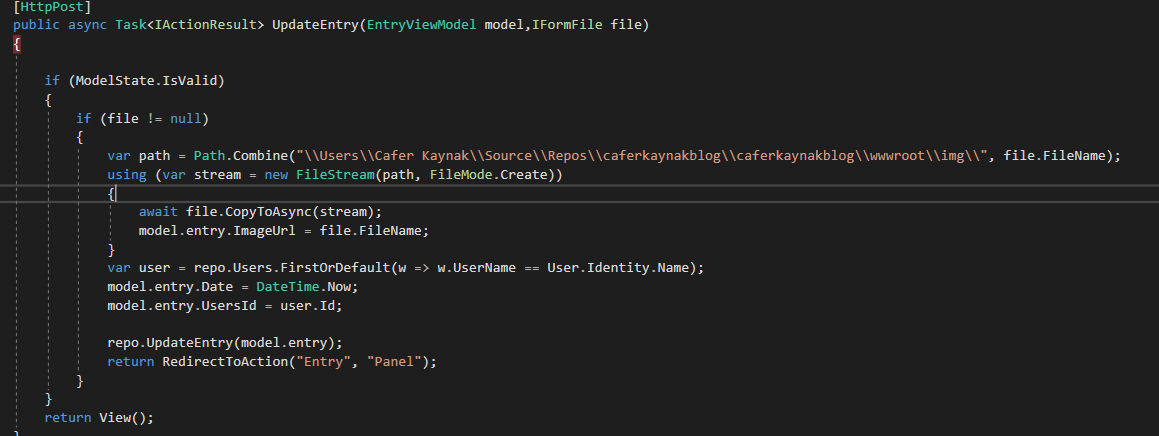 [HttpPost]
public async Task<IActionResult> UpdateEntry(EntryViewModel model,IFormFile file)
{
if (ModelState.IsValid)
{
if (file != null)
{
var path = Path.Combine("\\Users\\Cafer Kaynak\\Source\\Repos\\caferkaynakblog\\caferkaynakblog\\wwwroot\\img\\", file.FileName);
using (var stream = new FileStream(path, FileMode.Create))
{
await file.CopyToAsync(stream);
model.entry.ImageUrl = file.FileName;
}
var user = repo.Users.FirstOrDefault(w => w.UserName == User.Identity.Name);
model.entry.Date = DateTime.Now;
model.entry.UsersId = user.Id;
repo.UpdateEntry(model.entry);
return RedirectToAction("Entry", "Panel");
}
}
return View();
}